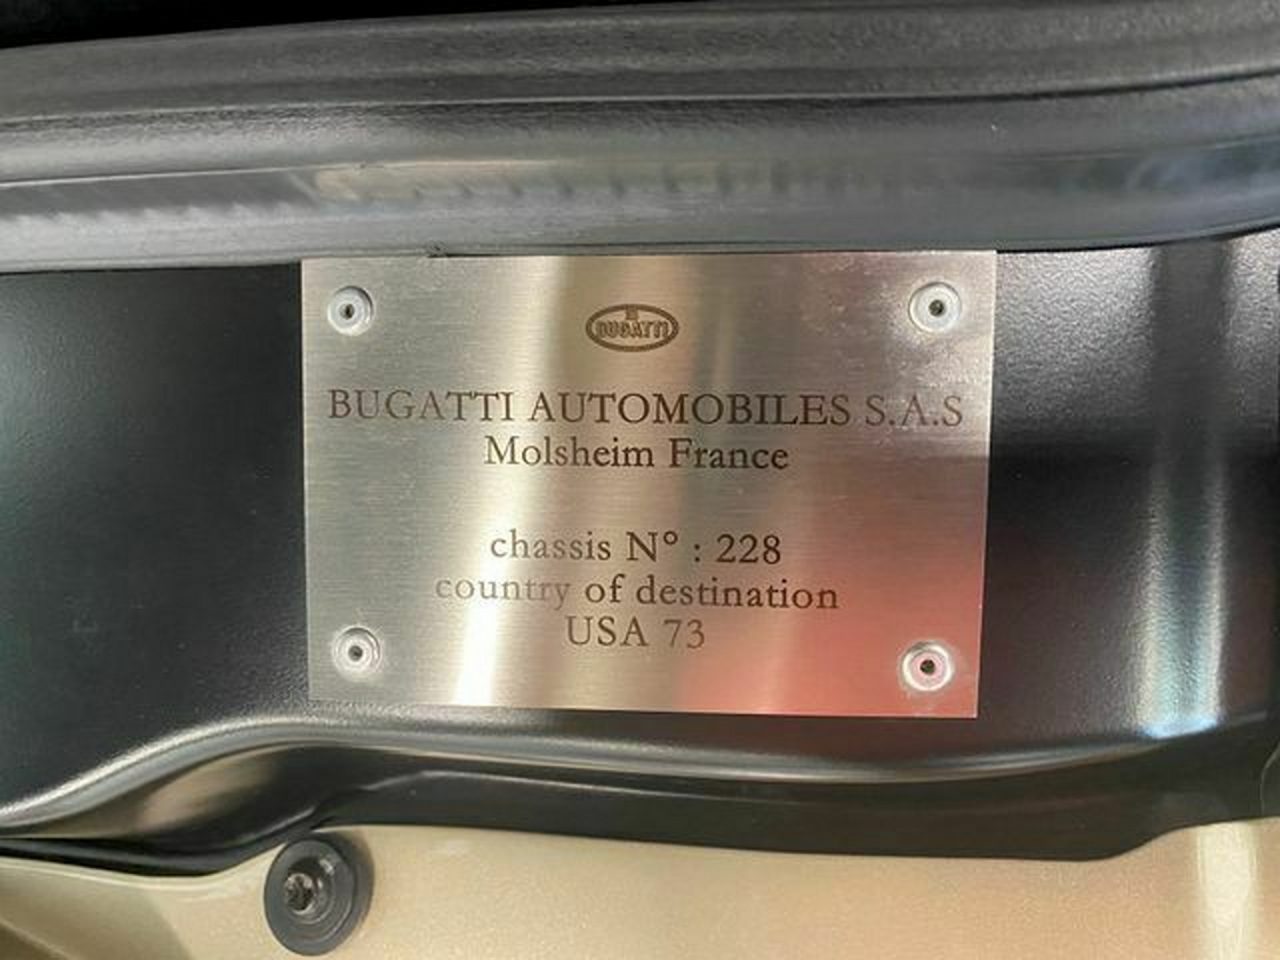 BUGATTI
BUGATTI AUTOMOBILES S.A.S
Molsheim France
chassis N° : 228
country of destination
USA 73